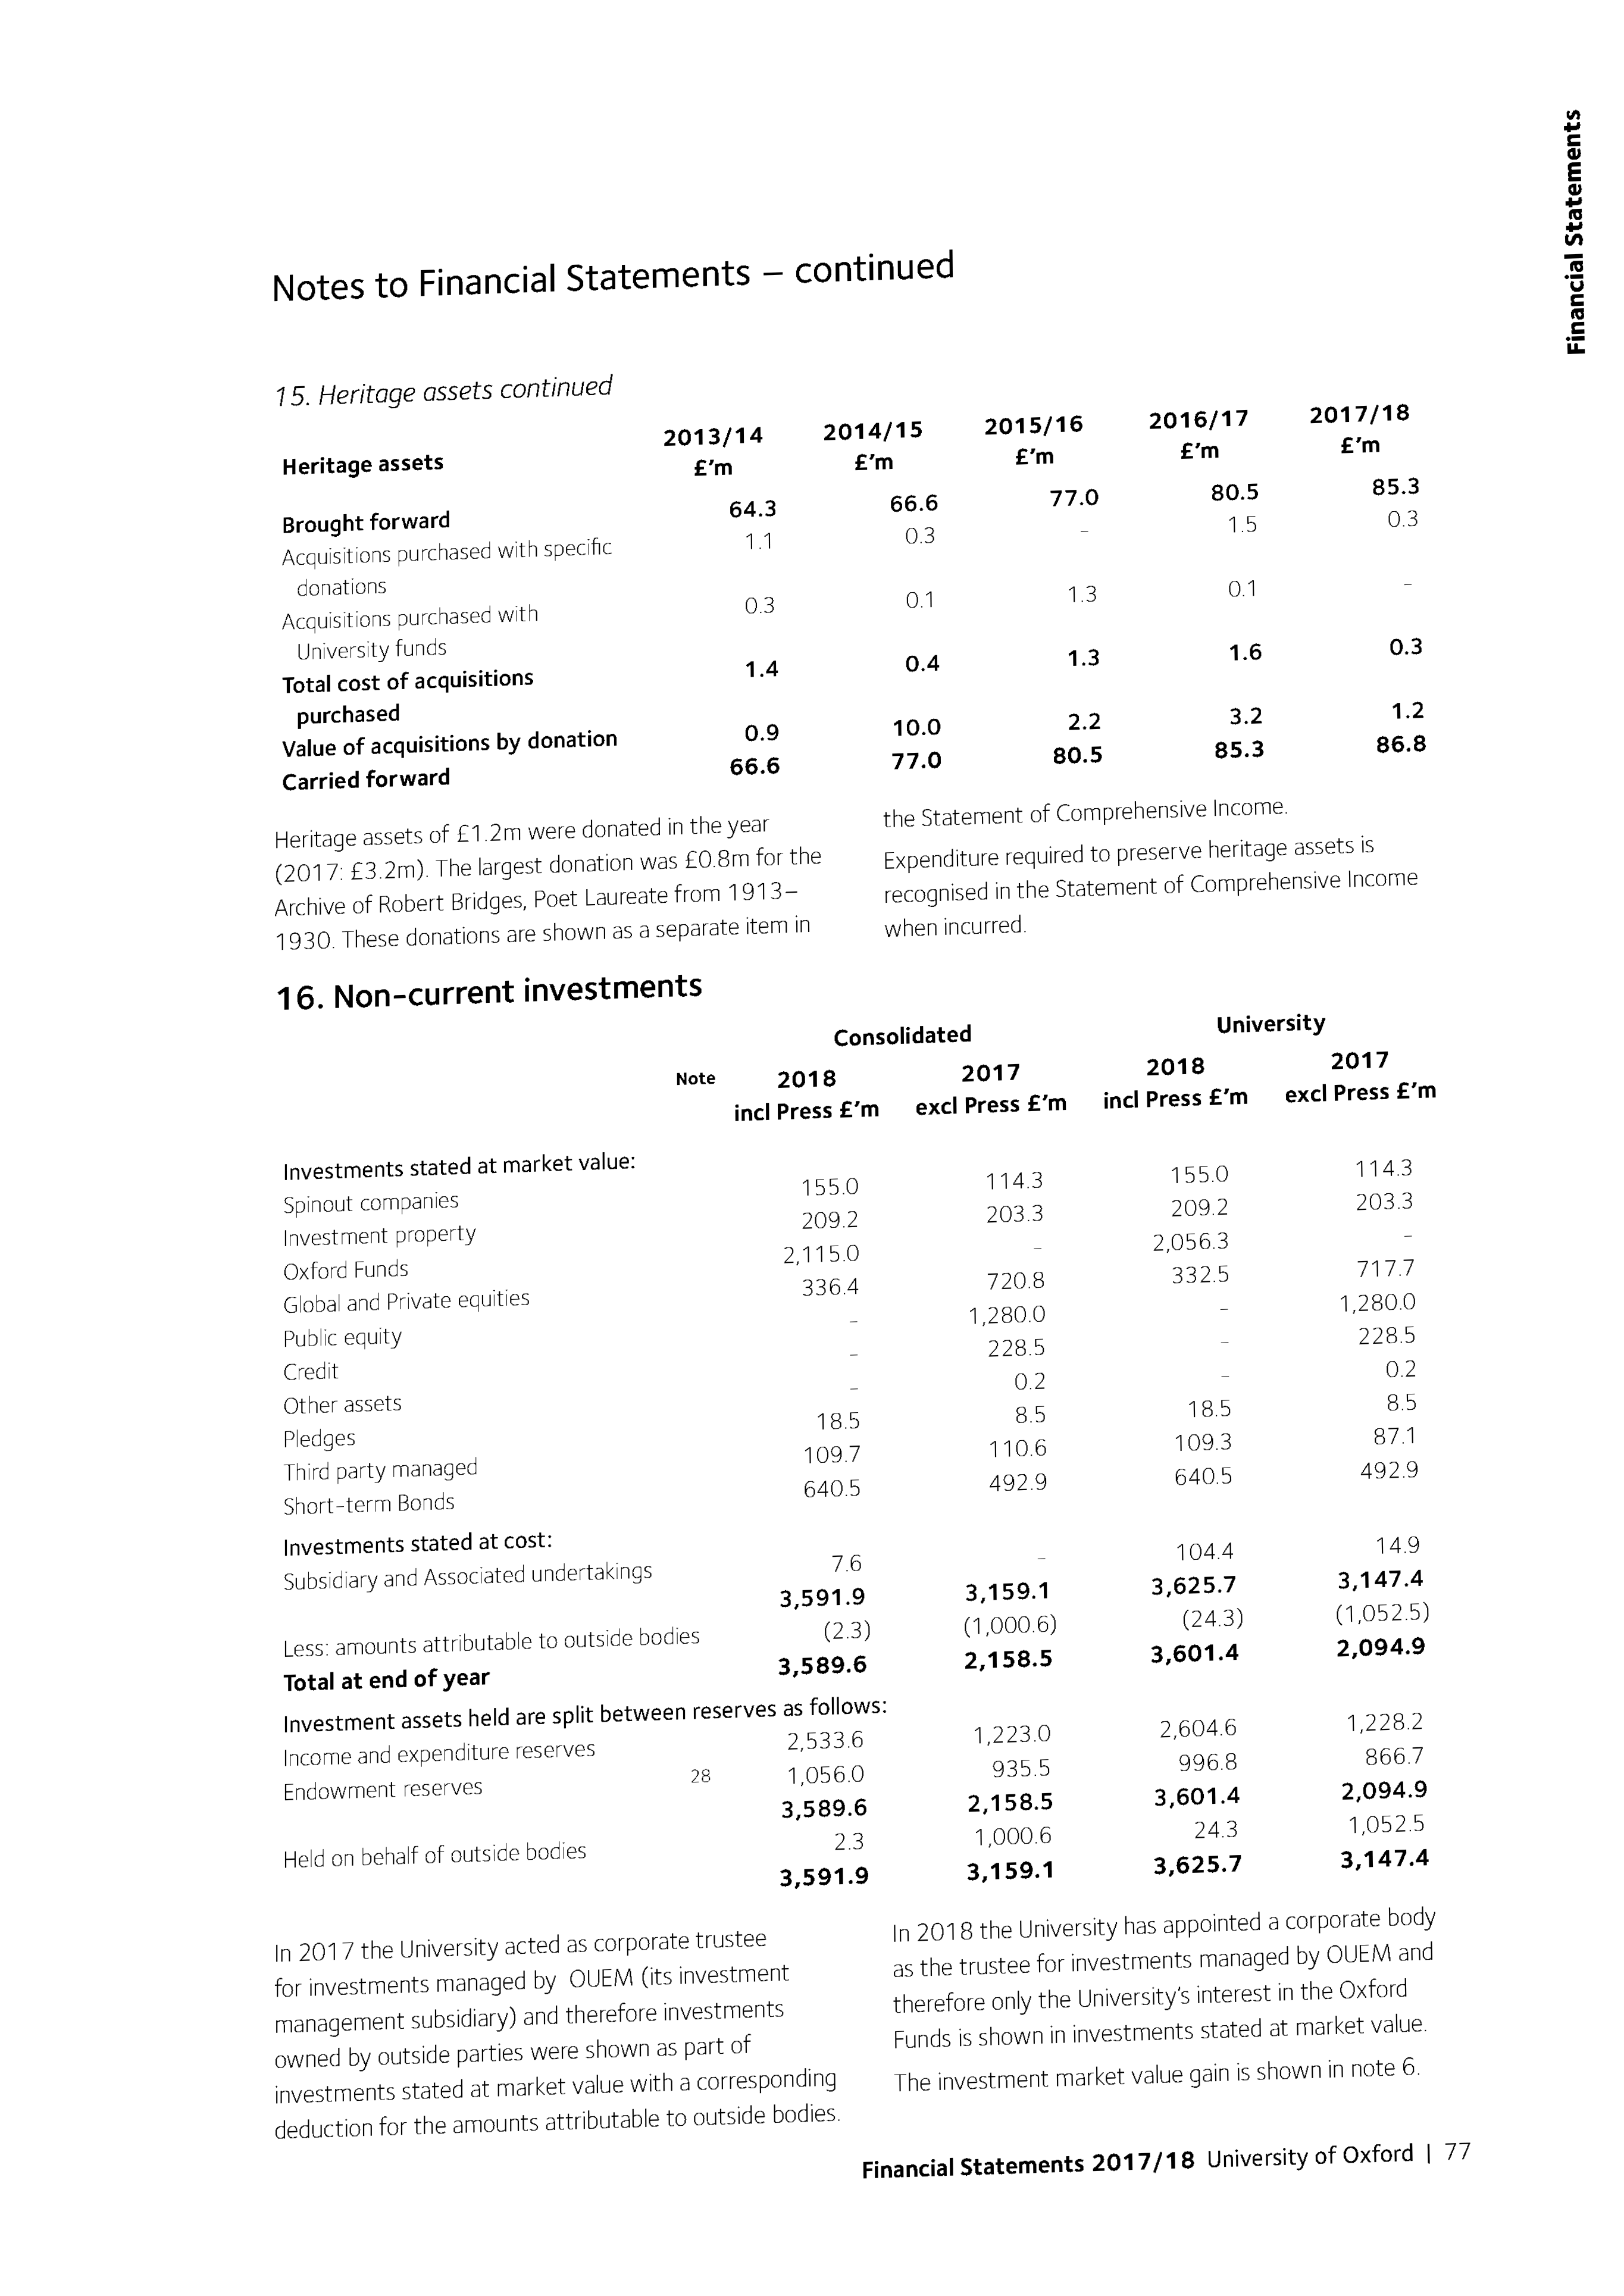 Financial Statements
Notes to Financial Statements – continued
15. Heritage assets continued
2013/14 2014/15 2015/16 2016/17 2017/18
Heritage assets £'m £'m £'m £'m £'m
Brought forward 64.3 66.6 77.0 80.5 85.3
Acquisitions purchased with specific 1.1 0.3 – 1.5 0.3
donations
Acquisitions purchased with 0.3 0.1 1.3 0.1 –
University funds
Total cost of acquisitions 1.4 0.4 1.3 1.6 0.3
purchased
Value of acquisitions by donation 0.9 10.0 2.2 3.2 1.2
Carried forward 66.6 77.0 80.5 85.3 86.8
Heritage assets of £1.2m were donated in the year
(2017: £3.2m). The largest donation was £0.8m for the
Archive of Robert Bridges, Poet Laureate from 1913–
1930. These donations are shown as a separate item in
the Statement of Comprehensive Income.
Expenditure required to preserve heritage assets is
recognised in the Statement of Comprehensive Income
when incurred.
16. Non-current investments
Consolidated University
Note 2018 2017 2018 2017
incl Press £'m excl Press £'m incl Press £'m excl Press £'m
Investments stated at market value:
Spinout companies 155.0 114.3 155.0 114.3
Investment property 209.2 203.3 209.2 203.3
Oxford Funds 2,115.0 – 2,056.3 –
Global and Private equities 336.4 720.8 332.5 717.7
Public equity – 1,280.0 – 1,280.0
Credit – 228.5 – 228.5
Other assets – 0.2 – 0.2
Pledges 18.5 8.5 18.5 8.5
Third party managed 109.7 110.6 109.3 87.1
Short-term Bonds 640.5 492.9 640.5 492.9
Investments stated at cost:
Subsidiary and Associated undertakings 7.6 – 104.4 14.9
3,591.9 3,159.1 3,625.7 3,147.4
Less: amounts attributable to outside bodies (2.3) (1,000.6) (24.3) (1,052.5)
Total at end of year 3,589.6 2,158.5 3,601.4 2,094.9
Investment assets held are split between reserves as follows:
Income and expenditure reserves 2,533.6 1,223.0 2,604.6 1,228.2
Endowment reserves 28 1,056.0 935.5 996.8 866.7
3,589.6 2,158.5 3,601.4 2,094.9
Held on behalf of outside bodies 2.3 1,000.6 24.3 1,052.5
3,591.9 3,159.1 3,625.7 3,147.4
In 2017 the University acted as corporate trustee
for investments managed by OUEM (its investment
management subsidiary) and therefore investments
owned by outside parties were shown as part of
investments stated at market value with a corresponding
deduction for the amounts attributable to outside bodies.
In 2018 the University has appointed a corporate body
as the trustee for investments managed by OUEM and
therefore only the University's interest in the Oxford
Funds is shown in investments stated at market value.
The investment market value gain is shown in note 6.
Financial Statements 2017/18 University of Oxford | 77